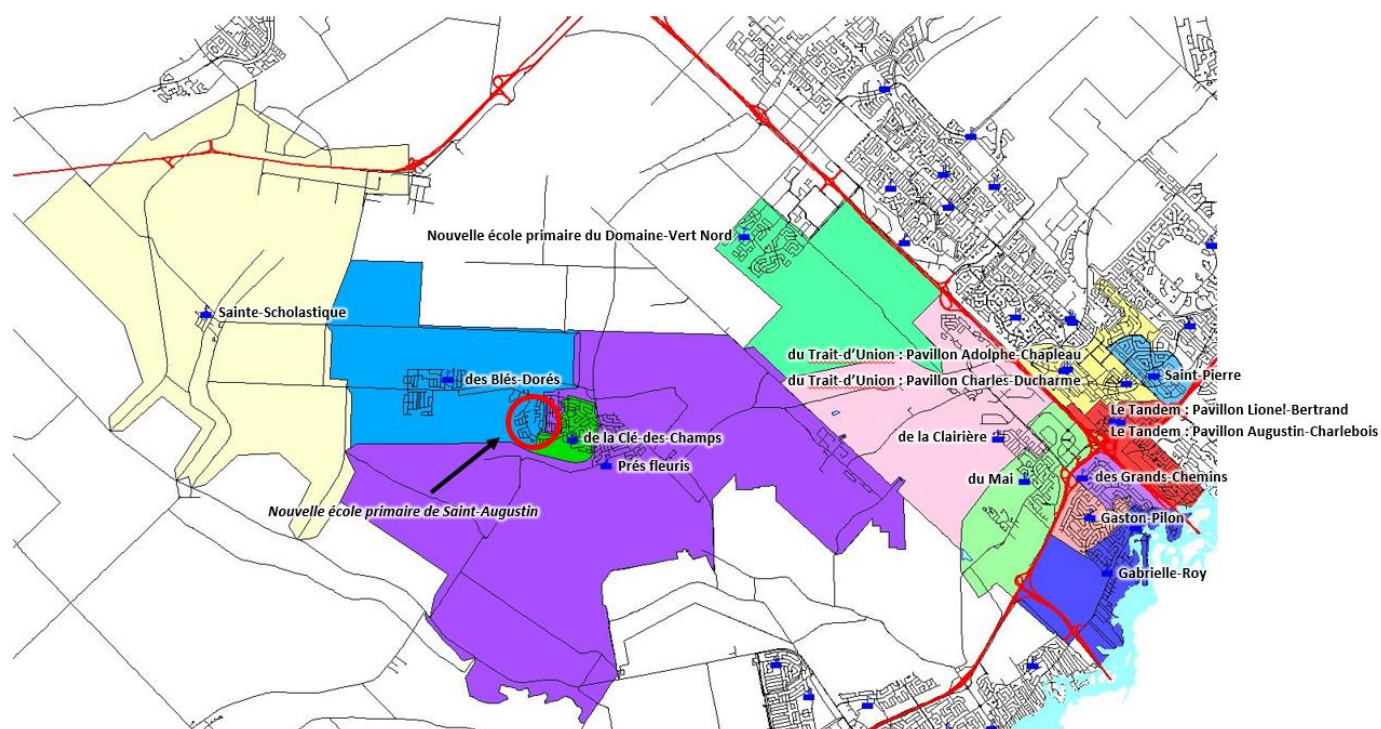 Nouvelle école primaire du Domaine-Vert Nord
Sainte-Scholastique
du Trait-d'Union : Pavillon Adolphe-Chapleau
du Trait-d'Union : Pavillon Charles-Ducharme
Saint-Pierre
des Blés-Dorés
Le Tandem : Pavillon Lionel-Bertrand
Le Tandem : Pavillon Augustin-Charlebois
de la Clé-des-Champs
de la Clairière
Prés fleuris
du Mai
des Grands-Chemins
Nouvelle école primaire de Saint-Augustin
Gaston-Pilon
Gabrielle-Roy